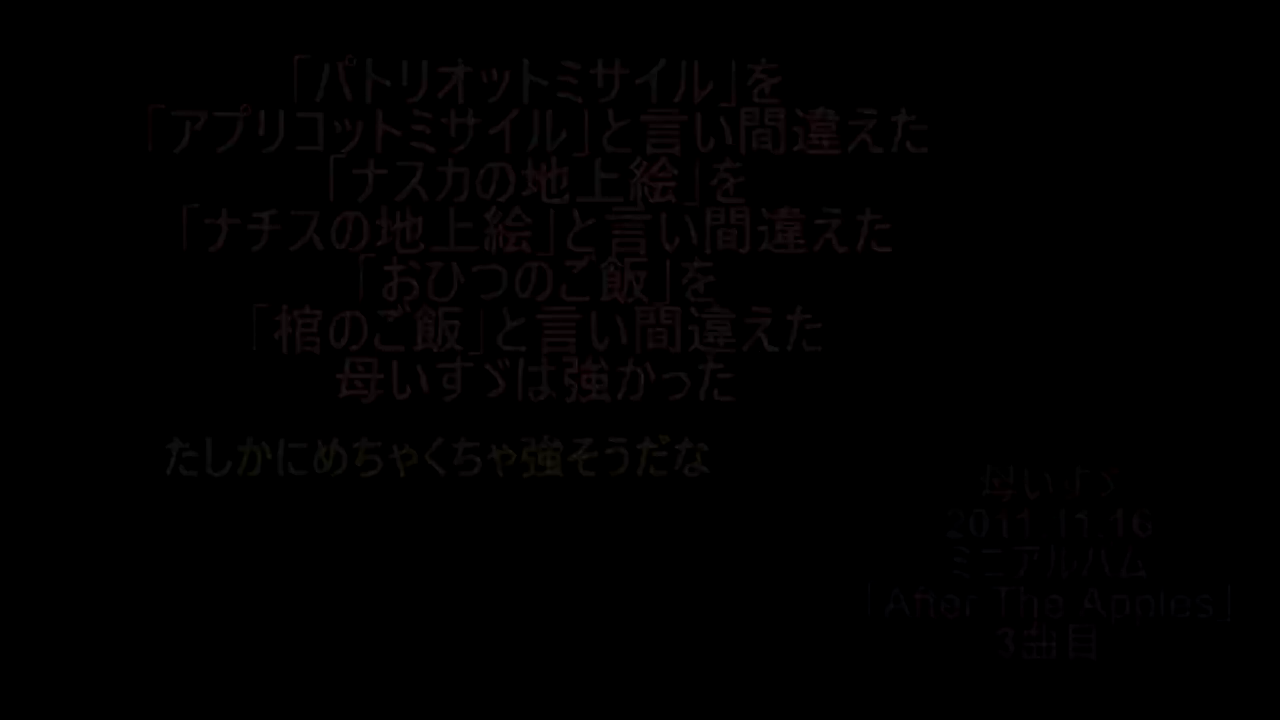 「パトリオットミサイル」を
「アプリコットミサイル」と言い間違えた
「ナスカの地上絵」を
「ナチスの地上絵」と言い間違えた
「おひつのご飯」を
「棺のご飯」と言い間違えた
母いすゞは強かった
たしかにめちゃくちゃ強そうだな
母いすゞ
2011.11.16
ミニアルバム
「After The Apples」
3曲目